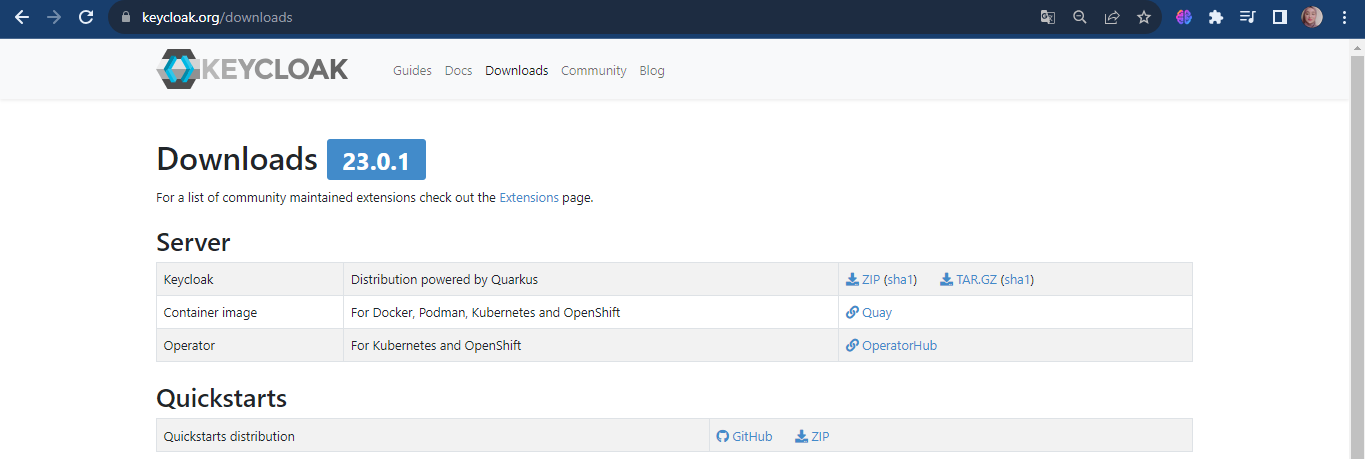 keycloak.org/downloads
KEYCLOAK Guides Docs Downloads Community Blog
Downloads 23.0.1
For a list of community maintained extensions check out the Extensions page.
Server
Keycloak Distribution powered by Quarkus ZIP (sha1) TAR.GZ (sha1)
Container image For Docker, Podman, Kubernetes and OpenShift Quay
Operator For Kubernetes and OpenShift OperatorHub
Quickstarts
Quickstarts distribution GitHub ZIP